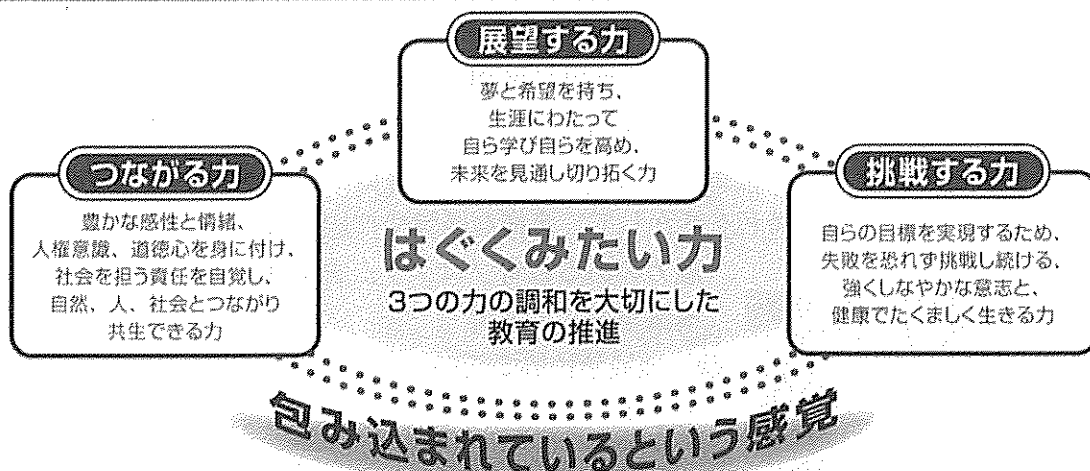 展望する力
夢と希望を持ち、
生涯にわたって
自ら学び自らを高め、
未来を見通し切り拓く力
つながる力
豊かな感性と情緒、
人権意識、道徳心を身に付け、
社会を担う責任を自覚し、
自然、人、社会とつながり
共生できる力
挑戦する力
自らの目標を実現するため、
失敗を恐れず挑戦し続ける、
強くしなやかな意志と、
健康でたくましく生きる力
はぐくみたい力
3つの力の調和を大切にした
教育の推進
包み込まれているという感覚